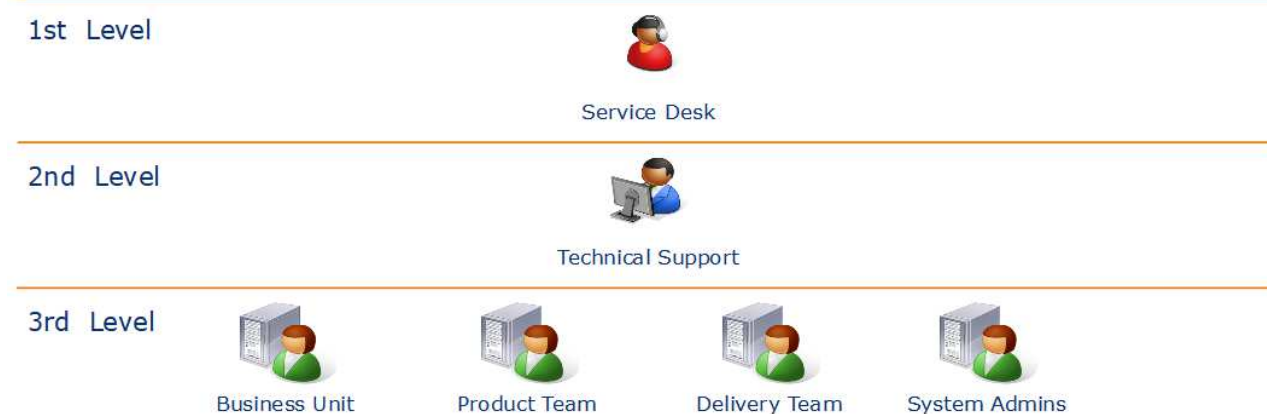 1st Level
Service Desk
2nd Level
Technical Support
3rd Level
Business Unit Product Team Delivery Team System Admins